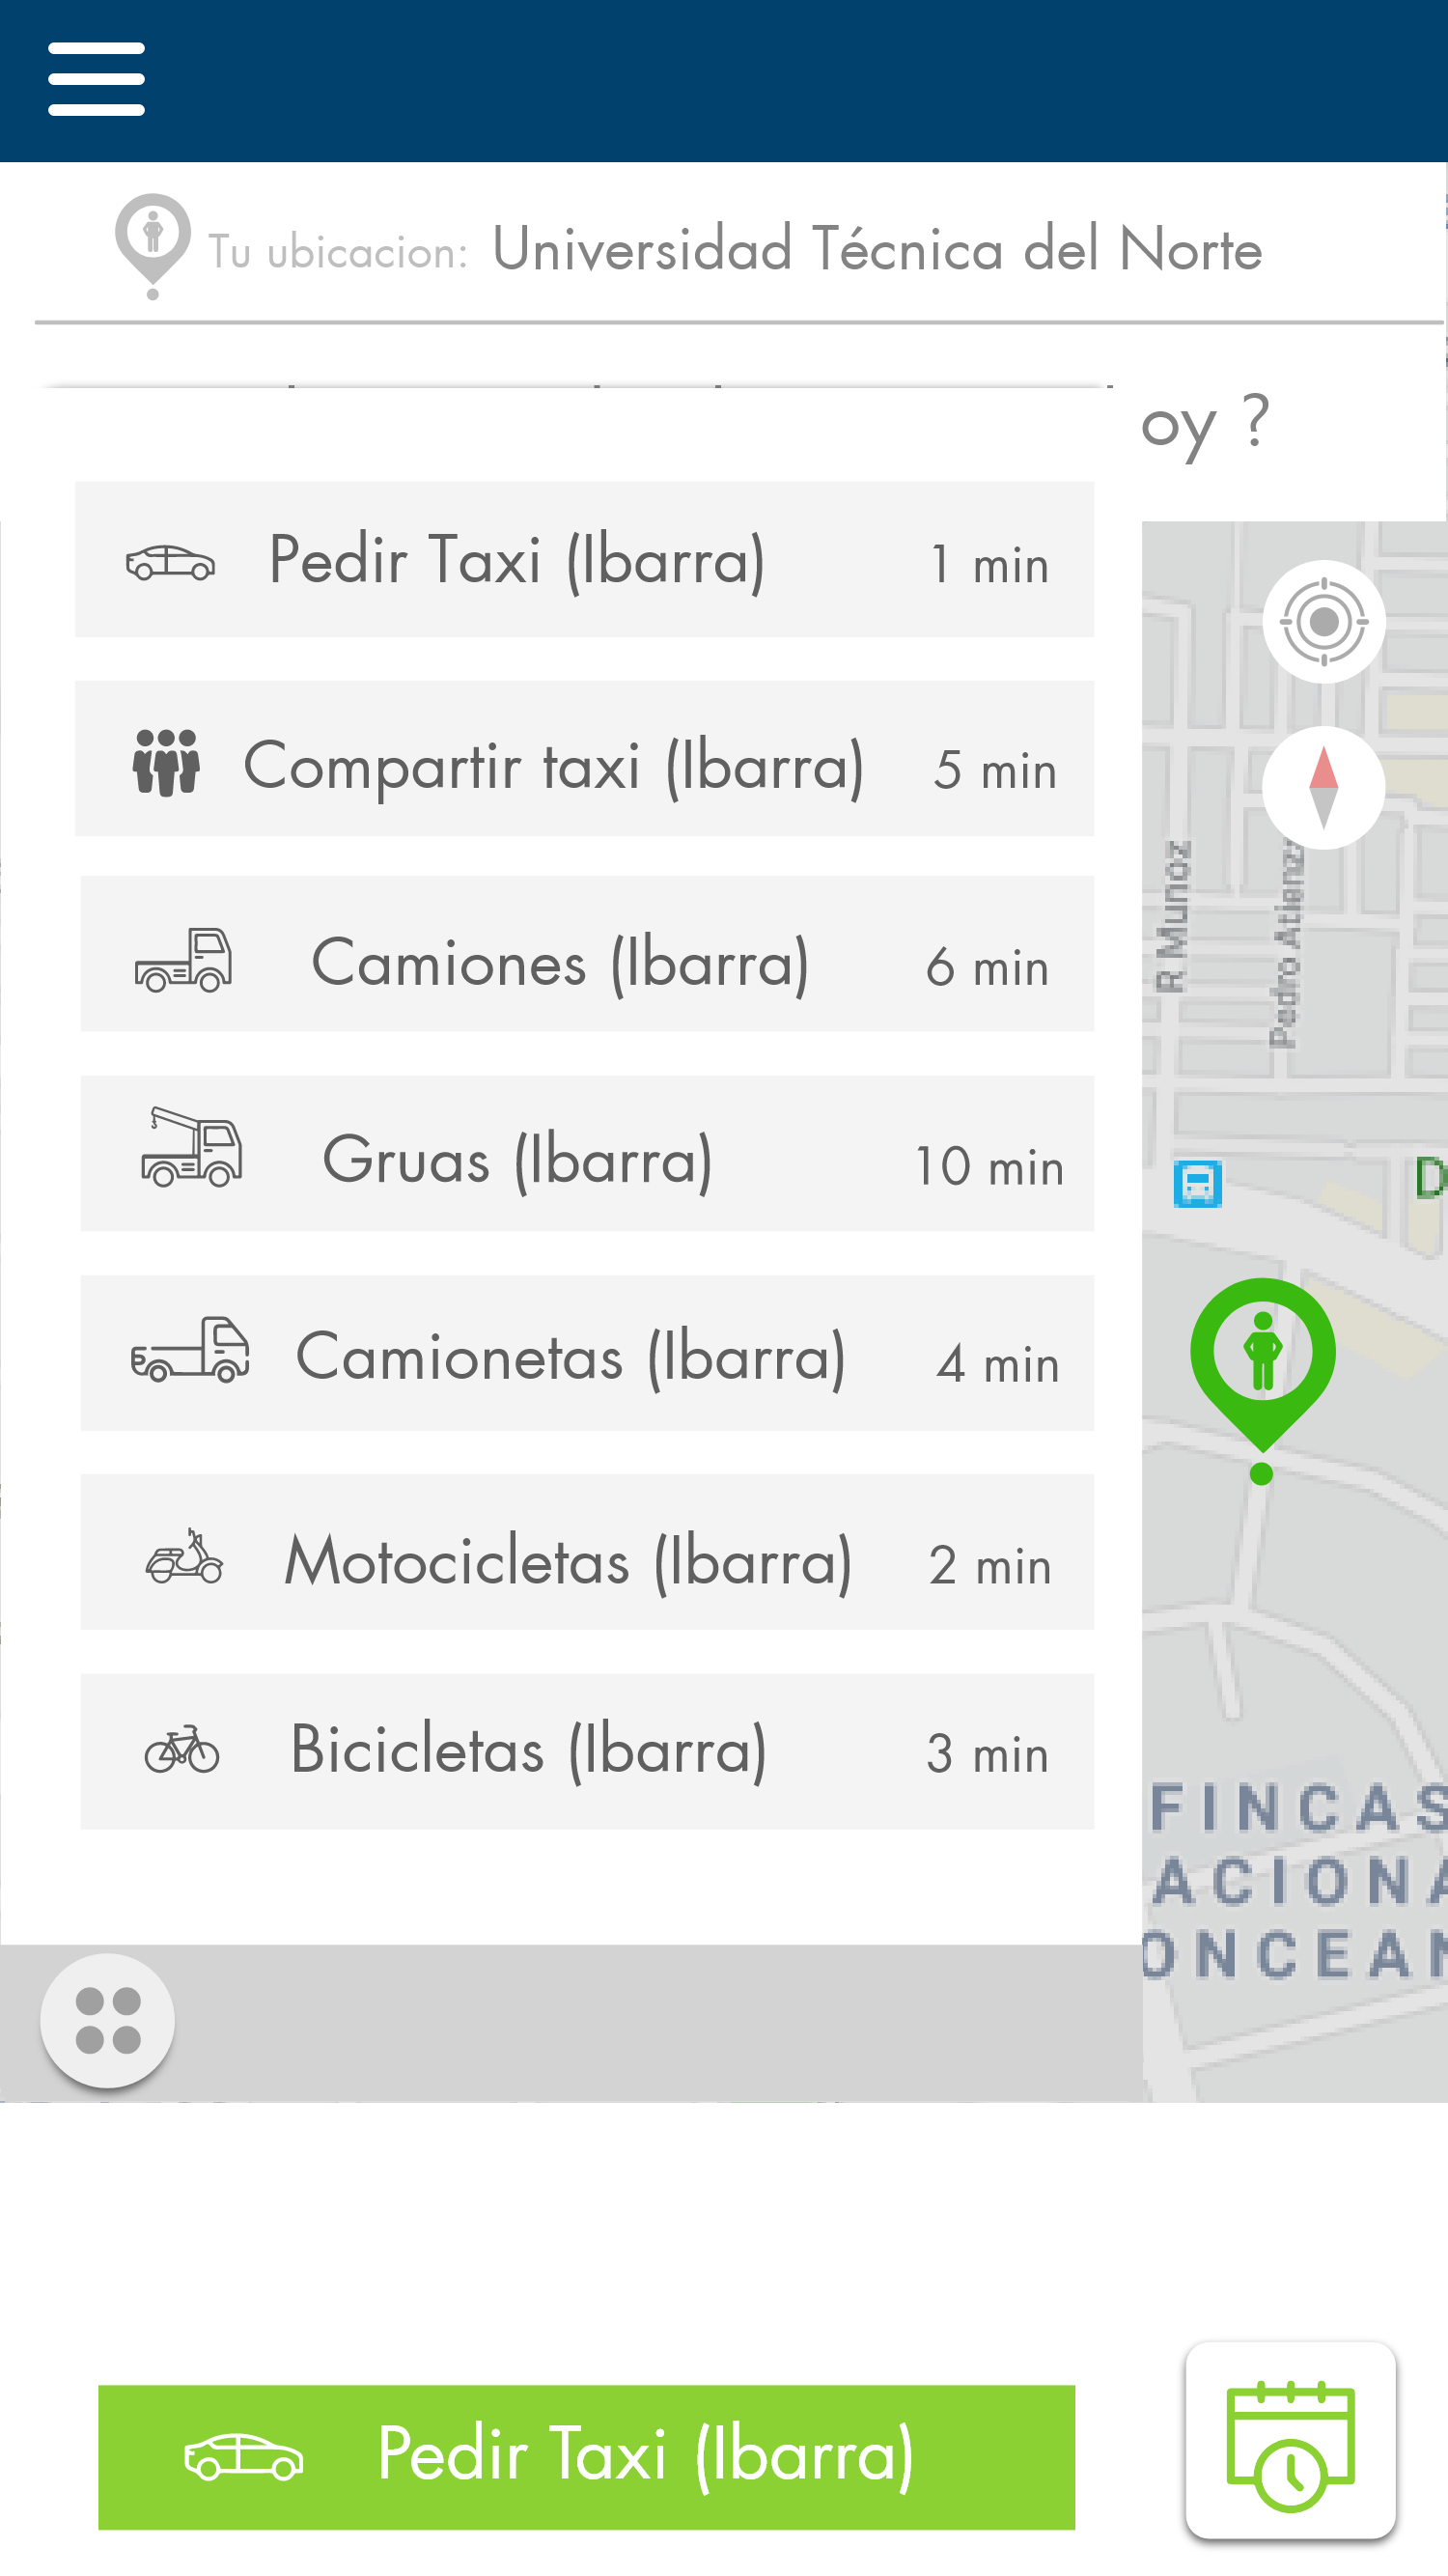 Tu ubicacion: Universidad Técnica del Norte
oy ?
Pedir Taxi (Ibarra) 1 min
Compartir taxi (Ibarra) 5 min
Camiones (Ibarra) 6 min
Gruas (Ibarra) 10 min
Camionetas (Ibarra) 4 min
Motocicletas (Ibarra) 2 min
Bicicletas (Ibarra) 3 min
R Munoz
Pedro
D
FINCAS
ACIONA
ONCEAN
Pedir Taxi (Ibarra)